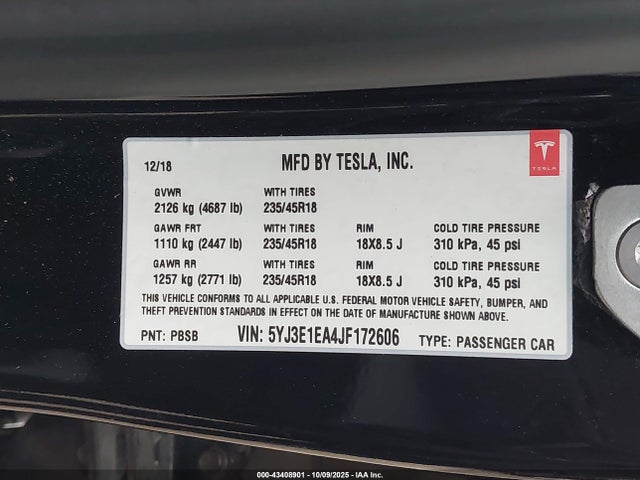 12/18 MFD BY TESLA, INC.
TESLA
GVWR WITH TIRES
2126 kg (4687 lb) 235/45R18
GAWR FRT WITH TIRES RIM COLD TIRE PRESSURE
1110 kg (2447 lb) 235/45R18 18X8.5 J 310 kPa, 45 psi
GAWR RR WITH TIRES RIM COLD TIRE PRESSURE
1257 kg (2771 lb) 235/45R18 18X8.5 J 310 kPa, 45 psi
THIS VEHICLE CONFORMS TO ALL APPLICABLE U.S. FEDERAL MOTOR VEHICLE SAFETY, BUMPER, AND
THEFT PREVENTION STANDARDS IN EFFECT ON THE DATE OF MANUFACTURE SHOWN ABOVE.
PNT: PBSB VIN: 5YJ3E1EA4JF172606 TYPE: PASSENGER CAR
000-43408901 - 10/09/2025 - IAA Inc.